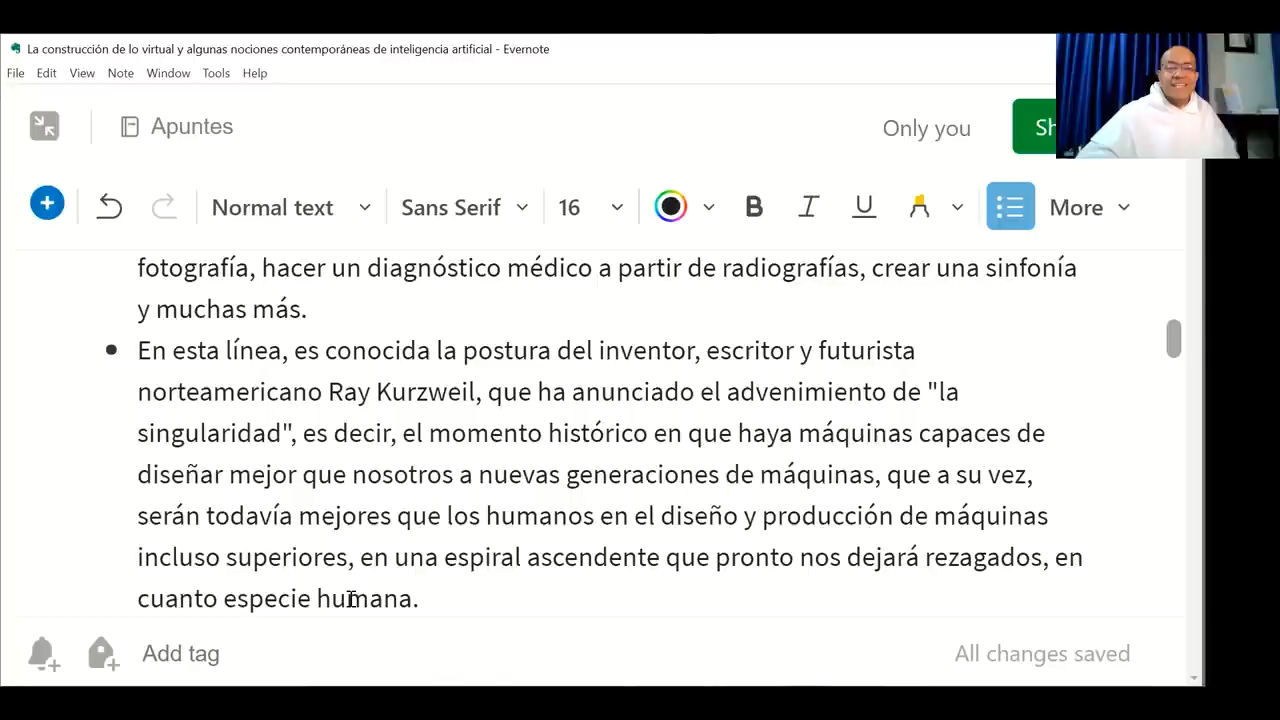 La construcción de lo virtual y algunas nociones contemporáneas de inteligencia artificial - Evernote
File Edit View Note Window Tools Help
Apuntes
Only you
Sh
Normal text
Sans Serif
16
B I U
More
fotografía, hacer un diagnóstico médico a partir de radiografías, crear una sinfonía
y muchas más.
• En esta línea, es conocida la postura del inventor, escritor y futurista
norteamericano Ray Kurzweil, que ha anunciado el advenimiento de "la
singularidad", es decir, el momento histórico en que haya máquinas capaces de
diseñar mejor que nosotros a nuevas generaciones de máquinas, que a su vez,
serán todavía mejores que los humanos en el diseño y producción de máquinas
incluso superiores, en una espiral ascendente que pronto nos dejará rezagados, en
cuanto especie humana.
Add tag
All changes saved